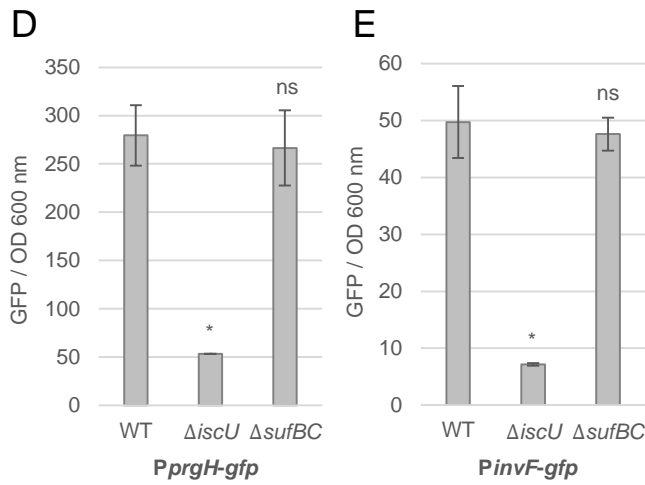 D
GFP / OD 600 nm
350
300
250
200
150
100
50
0
ns
*
WT ΔiscU ΔsufBC
PprgH-gfp
E
GFP / OD 600 nm
60
50
40
30
20
10
0
ns
*
WT ΔiscU ΔsufBC
PinvF-gfp